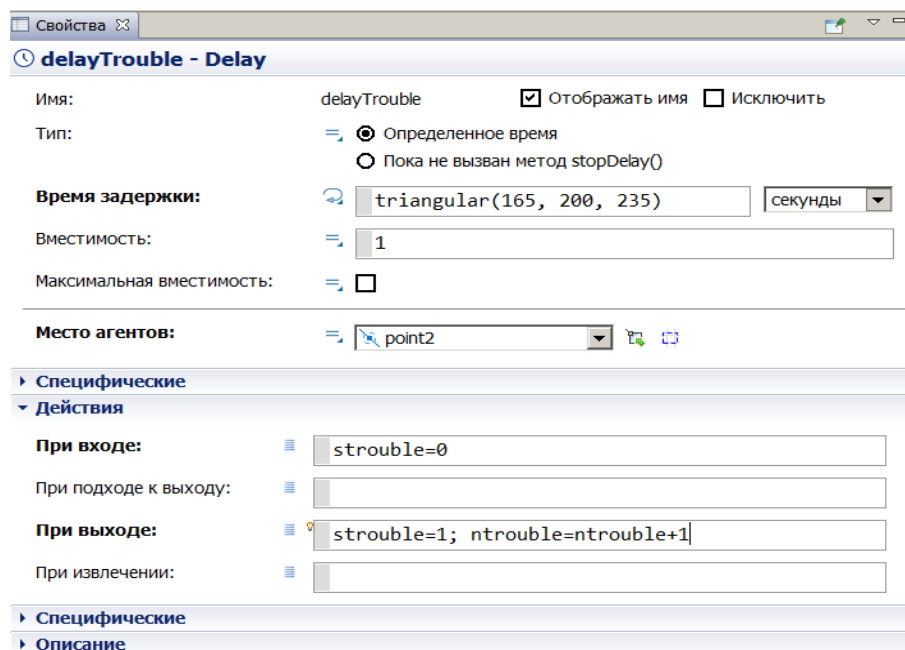 Свойства
delayTrouble - Delay
Имя: delayTrouble Отображать имя Исключить
Тип: Определенное время
Пока не вызван метод stopDelay()
Время задержки: triangular(165, 200, 235) секунды
Вместимость: 1
Максимальная вместимость:
Место агентов: point2
Специфические
Действия
При входе: strouble=0
При подходе к выходу:
При выходе: strouble=1; ntrouble=ntrouble+1
При извлечении:
Специфические
Описание